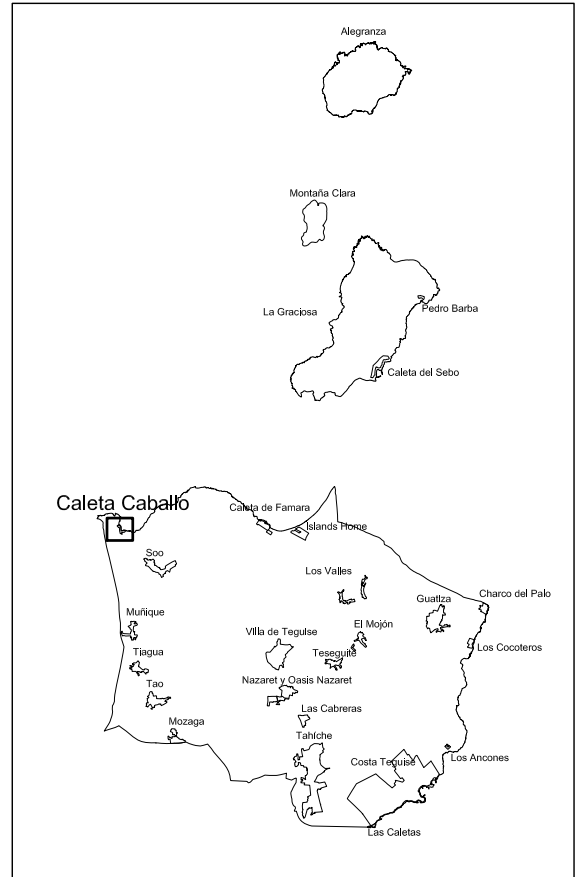 Alegranza
Montaña Clara
La Graciosa
Pedro Barba
Caleta del Sebo
Caleta Caballo
Caleta de Famara
Islands Home
Soo
Los Valles
Guatiza
Charco del Palo
Muñique
El Mojón
Villa de Teguise
Los Cocoteros
Tiagua
Teseguite
Tao
Nazaret y Oasis Nazaret
Las Cabreras
Mozaga
Tahíche
Costa Teguise
Los Ancones
Las Caletas